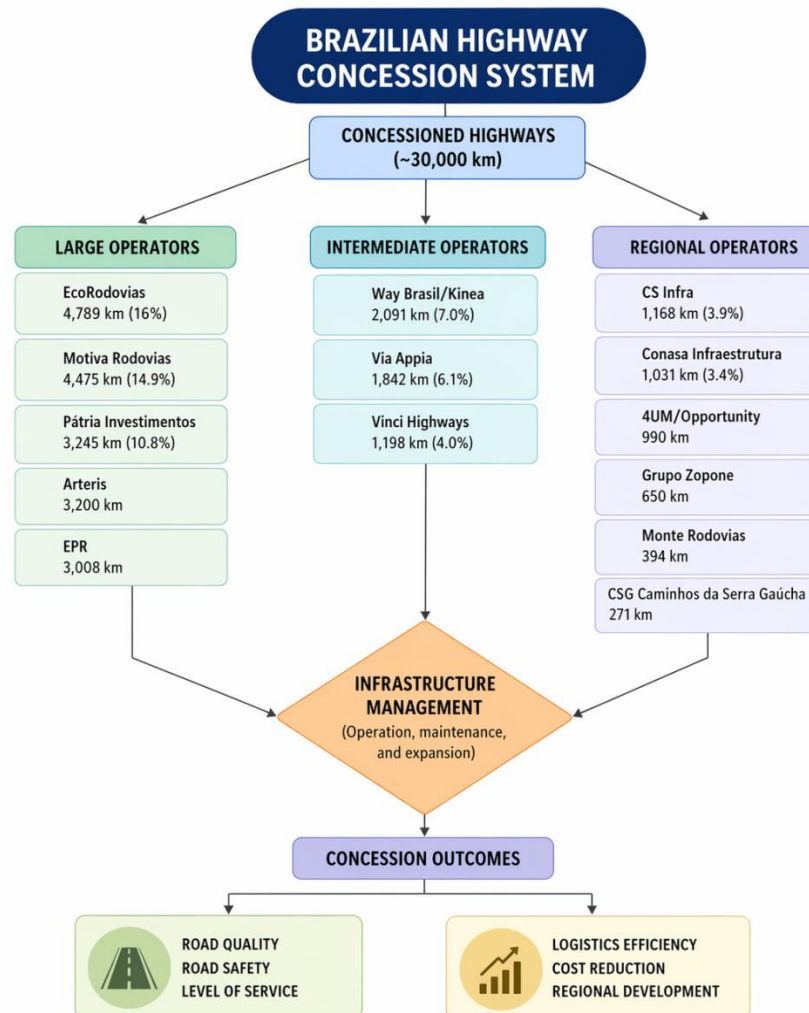 BRAZILIAN HIGHWAY
CONCESSION SYSTEM
CONCESSIONED HIGHWAYS
(~30,000 km)
LARGE OPERATORS
EcoRodovias
4,789 km (16%)
Motiva Rodovias
4,475 km (14.9%)
Pátria Investimentos
3,245 km (10.8%)
Arteris
3,200 km
EPR
3,008 km
INTERMEDIATE OPERATORS
Way Brasil/Kinea
2,091 km (7.0%)
Via Appia
1,842 km (6.1%)
Vinci Highways
1,198 km (4.0%)
REGIONAL OPERATORS
CS Infra
1,168 km (3.9%)
Conasa Infraestrutura
1,031 km (3.4%)
4UM/Opportunity
990 km
Grupo Zopone
650 km
Monte Rodovias
394 km
CSG Caminhos da Serra Gaúcha
271 km
INFRASTRUCTURE
MANAGEMENT
(Operation, maintenance,
and expansion)
CONCESSION OUTCOMES
ROAD QUALITY
ROAD SAFETY
LEVEL OF SERVICE
LOGISTICS EFFICIENCY
COST REDUCTION
REGIONAL DEVELOPMENT